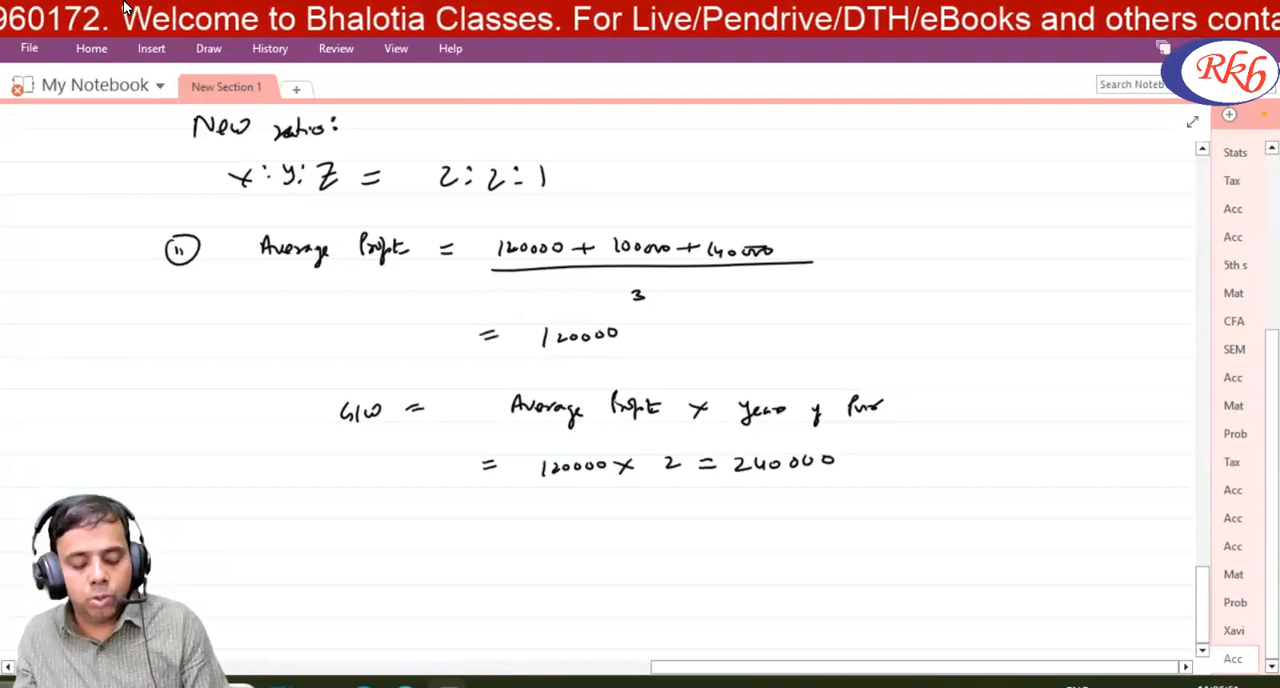 960172. Welcome to Bhalotia Classes. For Live/Pendrive/DTH/eBooks and others conta
File Home Insert Draw History Review View Help
Rkb
My Notebook New Section 1 + Search Noteb
New ratio:
x : y : z = 2 : 2 : 1
(ii) Average Profit = 120000 + 100000 + 140000
3
= 120000
G/W = Average Profit x Years of Pur
= 120000 x 2 = 240000
Stats
Tax
Acc
Acc
5th s
Mat
CFA
SEM
Acc
Mat
Prob
Tax
Acc
Acc
Acc
Mat
Prob
Xavi
Acc